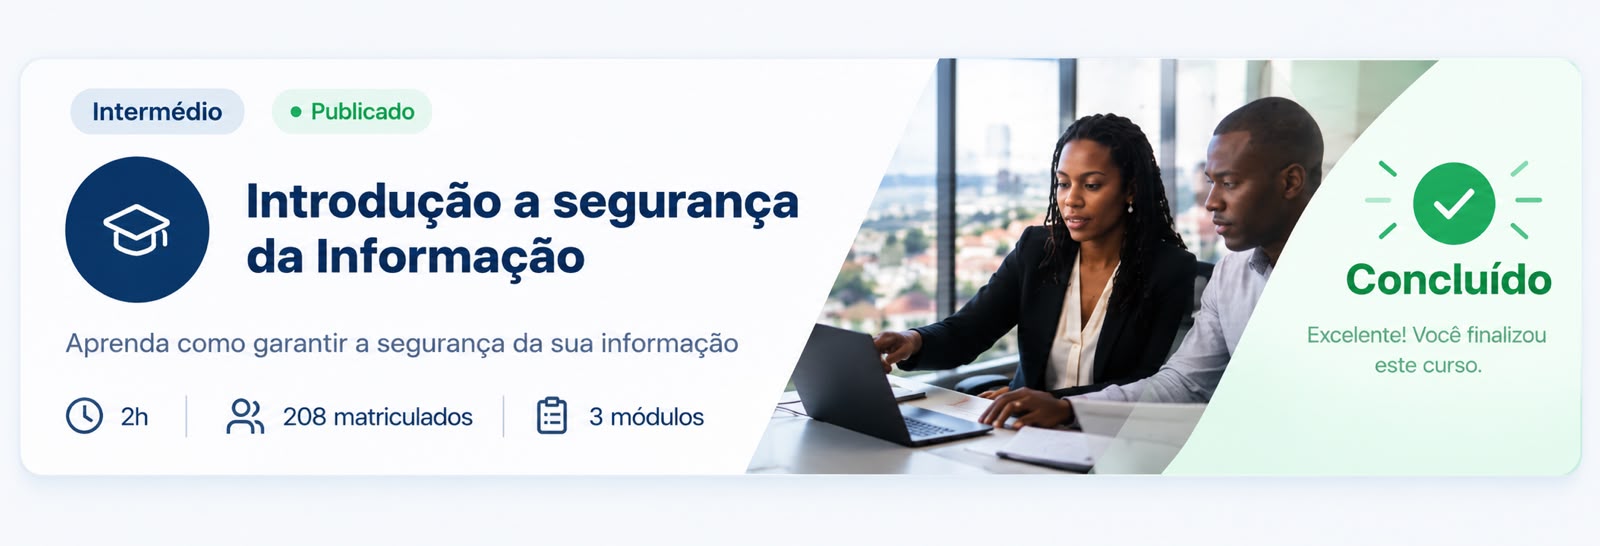 Intermédio
Publicado
Introdução a segurança
da Informação
Aprenda como garantir a segurança da sua informação
2h
208 matriculados
3 módulos
Concluído
Excelente! Você finalizou
este curso.